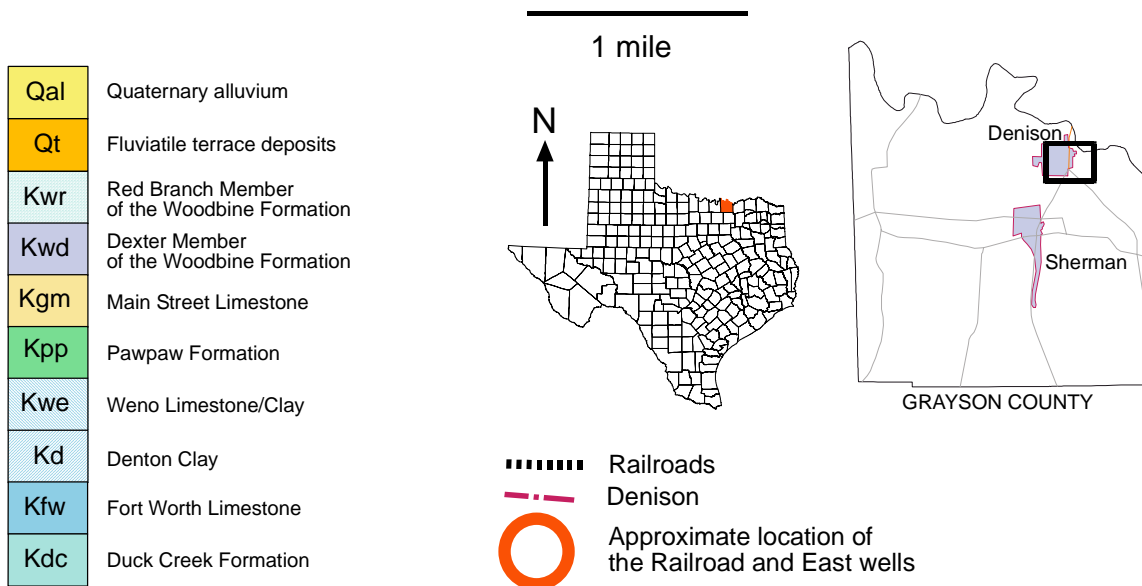 1 mile
Qal Quaternary alluvium
Qt Fluviatile terrace deposits
Kwr Red Branch Member
of the Woodbine Formation
Kwd Dexter Member
of the Woodbine Formation
Kgm Main Street Limestone
Kpp Pawpaw Formation
Kwe Weno Limestone/Clay
Kd Denton Clay
Kfw Fort Worth Limestone
Kdc Duck Creek Formation
N
Denison
Sherman
GRAYSON COUNTY
Railroads
Denison
Approximate location of
the Railroad and East wells